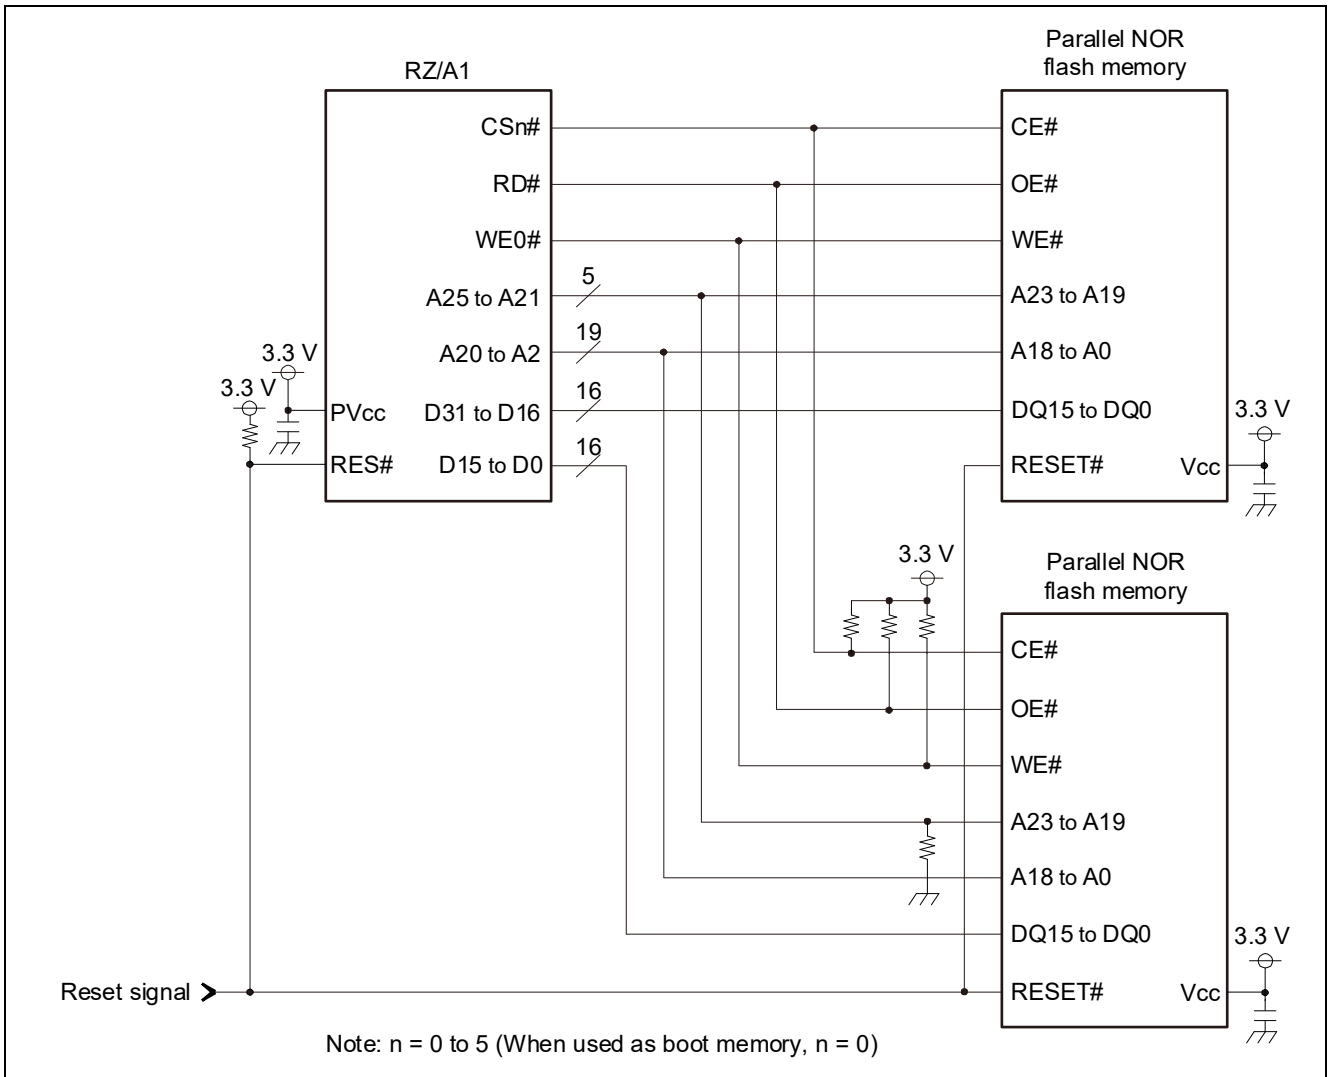 Parallel NOR
flash memory
RZ/A1
CSn#
CE#
RD#
OE#
WE0#
WE#
5
A25 to A21
A23 to A19
19
A20 to A2
A18 to A0
3.3 V
3.3 V
16
PVcc
D31 to D16
DQ15 to DQ0
3.3 V
16
RES#
D15 to D0
RESET#
Vcc
3.3 V
Parallel NOR
flash memory
CE#
OE#
WE#
A23 to A19
A18 to A0
DQ15 to DQ0
3.3 V
Reset signal
RESET#
Vcc
Note: n = 0 to 5 (When used as boot memory, n = 0)